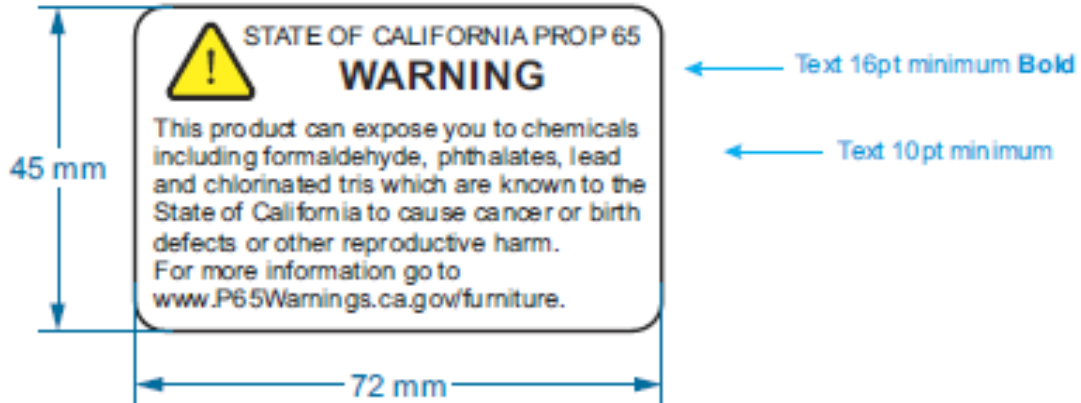 STATE OF CALIFORNIA PROP 65
!
WARNING
Text 16pt minimum Bold
This product can expose you to chemicals
including formaldehyde, phthalates, lead
and chlorinated tris which are known to the
State of California to cause cancer or birth
defects or other reproductive harm.
For more information go to
www.P65Warnings.ca.gov/furniture.
Text 10pt minimum
45 mm
72 mm